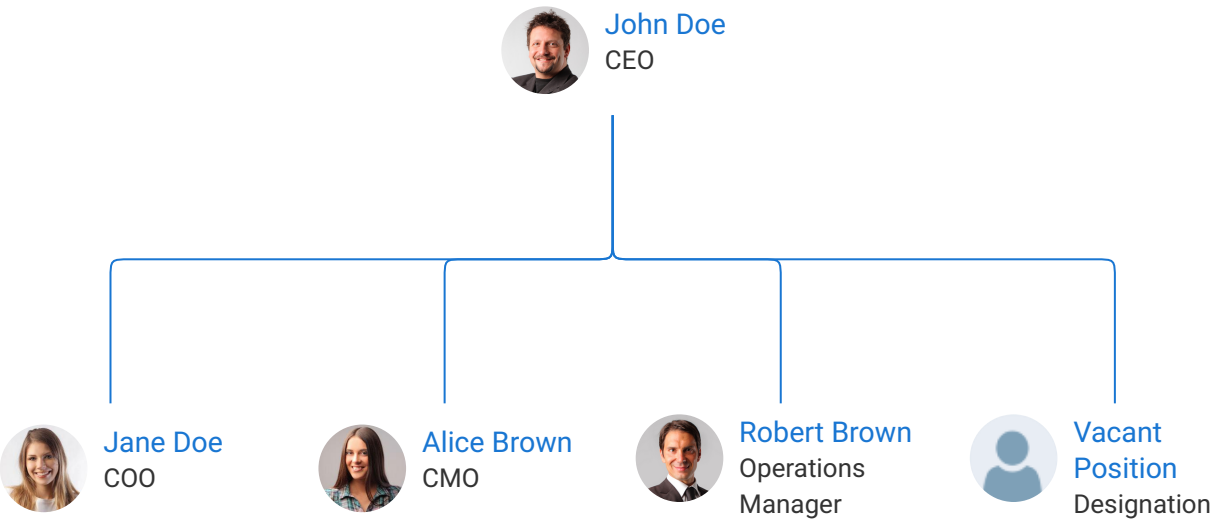 John Doe
CEO
Jane Doe
COO
Alice Brown
CMO
Robert Brown
Operations
Manager
Vacant
Position
Designation